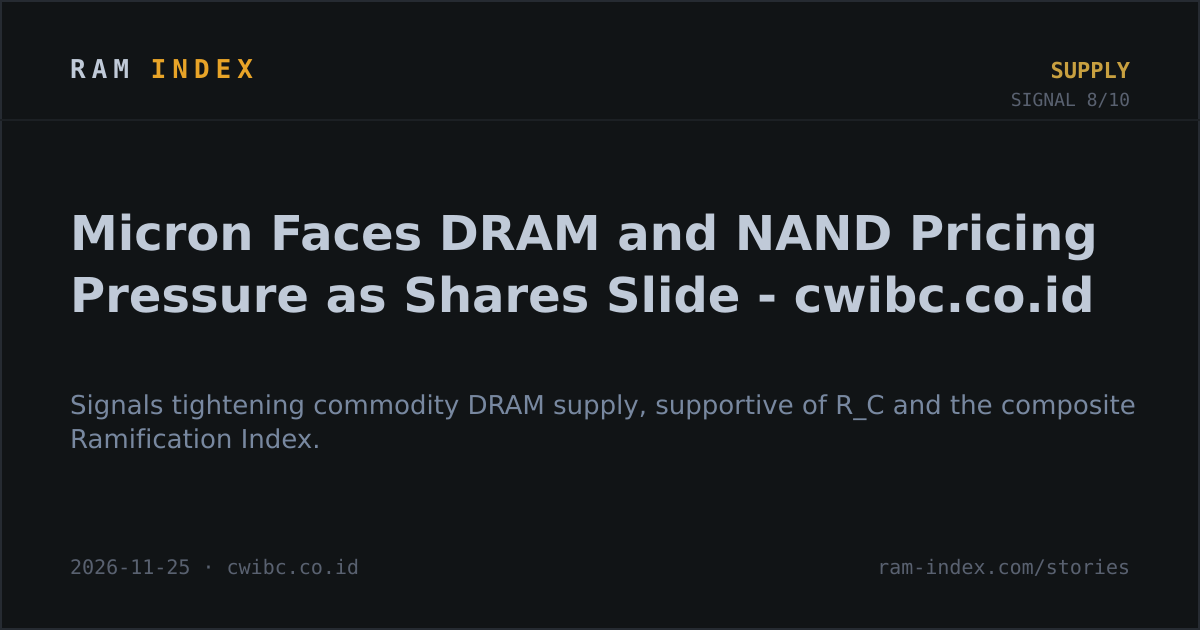 RAM INDEX
SUPPLY
SIGNAL 8/10
Micron Faces DRAM and NAND Pricing
Pressure as Shares Slide - cwibc.co.id
Signals tightening commodity DRAM supply, supportive of R_C and the composite
Ramification Index.
2026-11-25 · cwibc.co.id
ram-index.com/stories